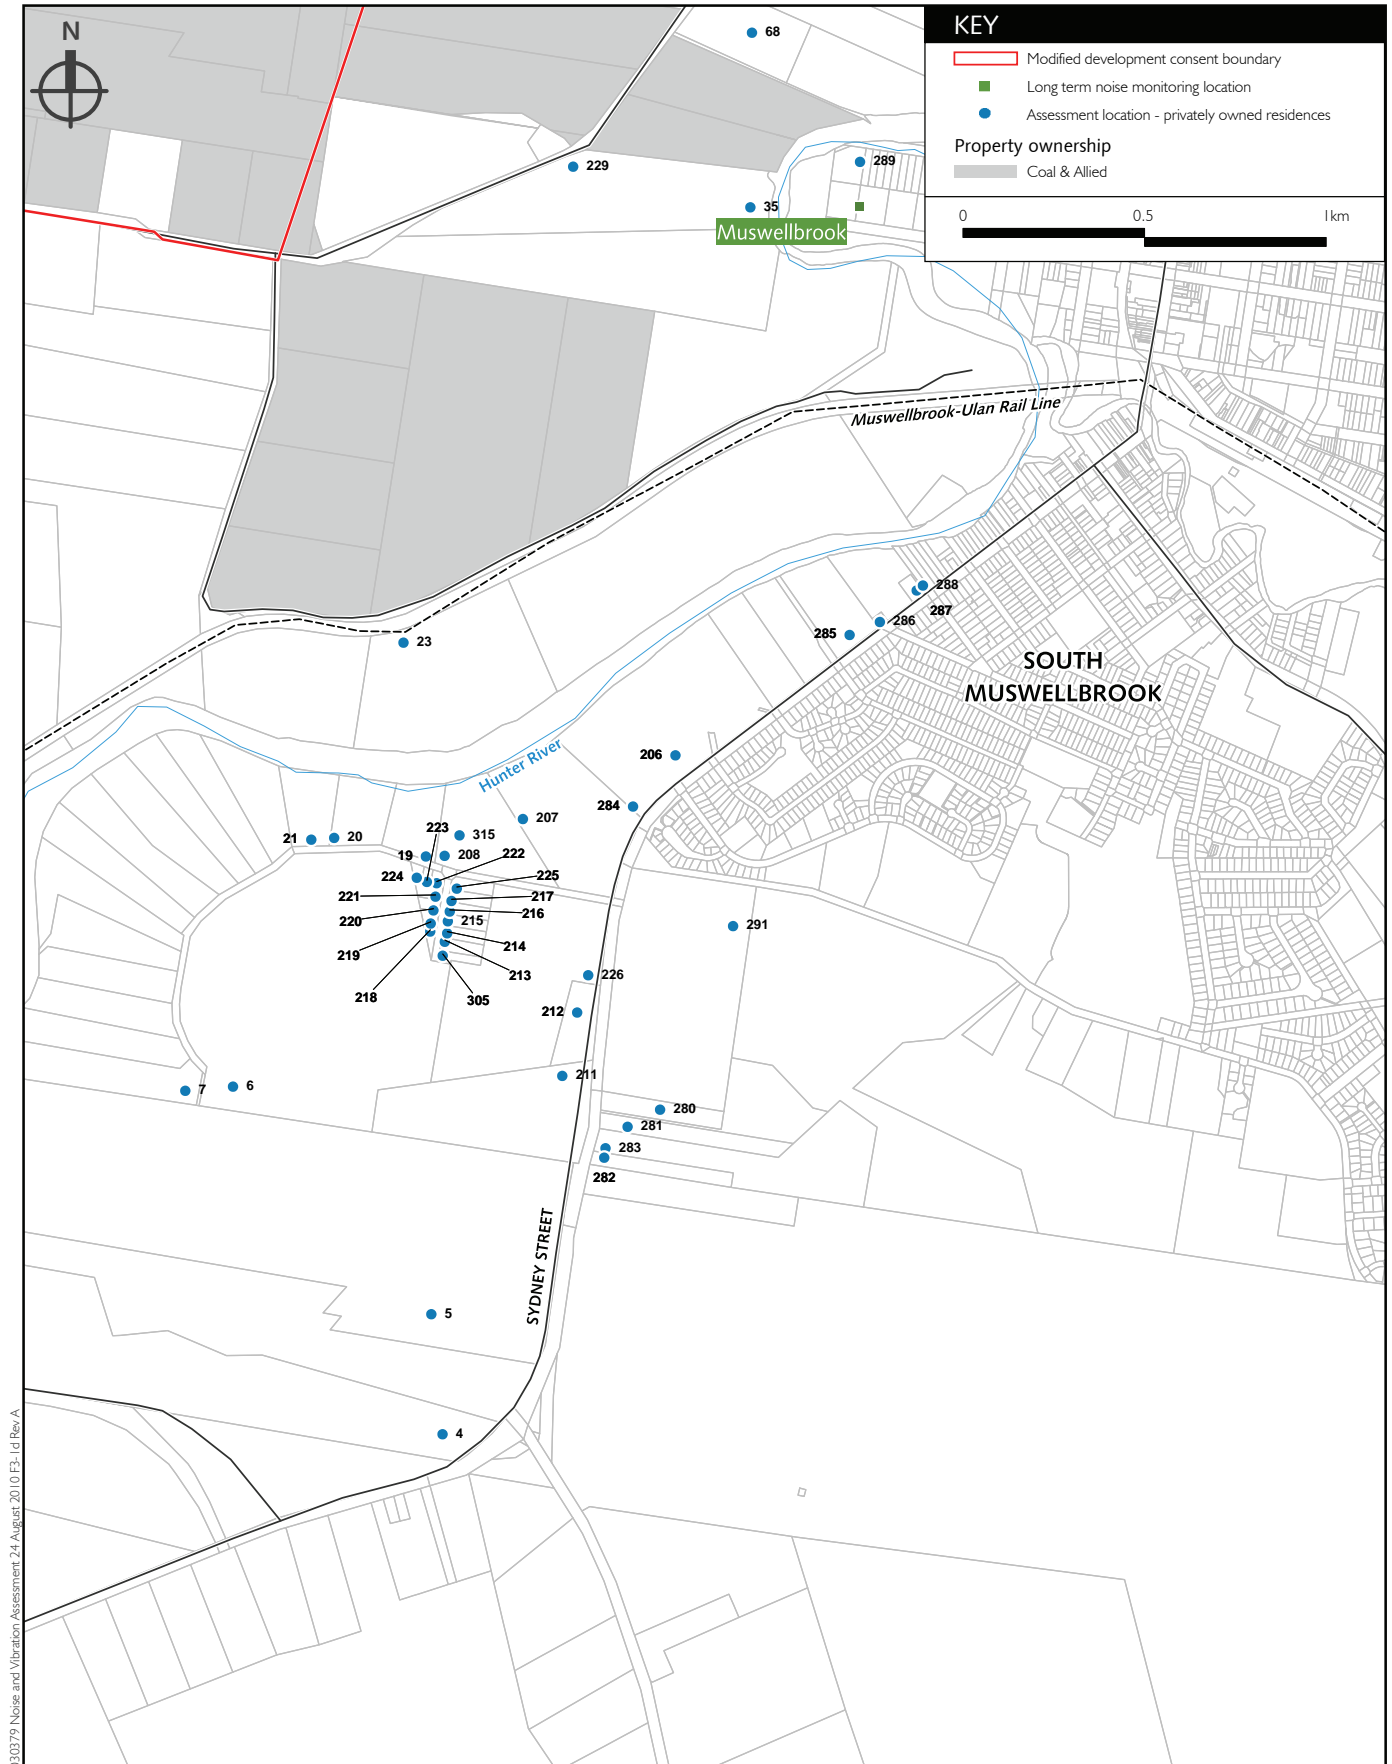 N
KEY
Modified development consent boundary
Long term noise monitoring location
Assessment location - privately owned residences
Property ownership
Coal & Allied
0 0.5 1km
68
229
289
35
Muswellbrook
Muswellbrook-Ulan Rail Line
288
287
286
285
23
SOUTH
MUSWELLBROOK
Hunter River
206
284
207
223
315
21
20
19
208
222
224
225
221
217
220
216
215
291
219
214
213
218
305
226
212
211
7
6
280
281
283
282
SYDNEY STREET
5
4
030379 Noise and Vibration Assessment 24 August 2010 F3-1d Rev A